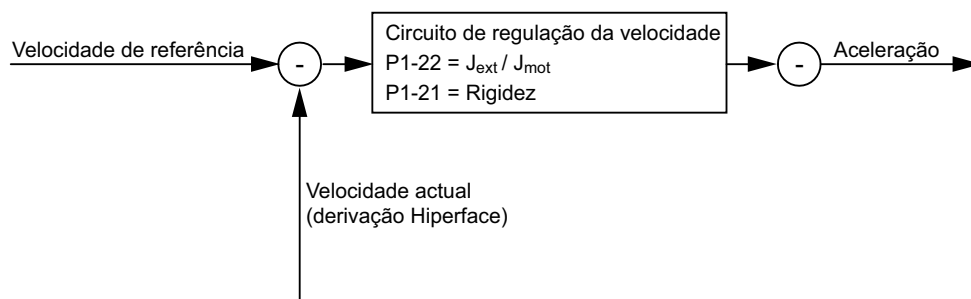 Velocidade de referência
-
Circuito de regulação da velocidade
P1-22 = Jext / Jmot
P1-21 = Rigidez
-
Aceleração
Velocidade actual
(derivação Hiperface)